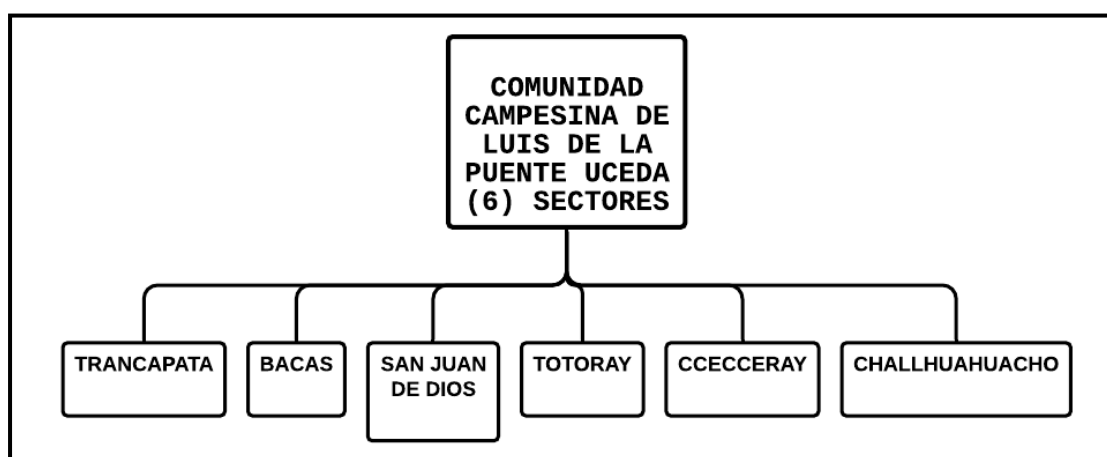 COMUNIDAD
CAMPESINA DE
LUIS DE LA
PUENTE UCEDA
(6) SECTORES
TRANCAPATA
BACAS
SAN JUAN
DE DIOS
TOTORAY
CCECCERAY
CHALLHUAHUACHO